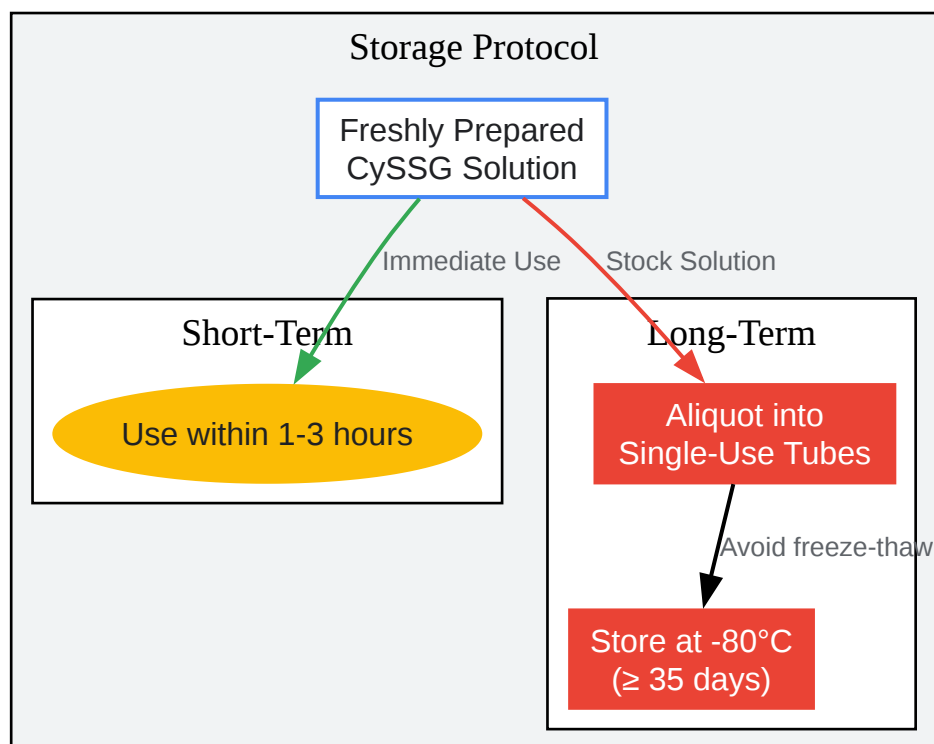 Storage Protocol
Freshly Prepared
CySSG Solution
Immediate Use
Stock Solution
Short-Term
Long-Term
Use within 1-3 hours
Aliquot into
Single-Use Tubes
Avoid freeze-thaw
Store at -80°C
(≥ 35 days)